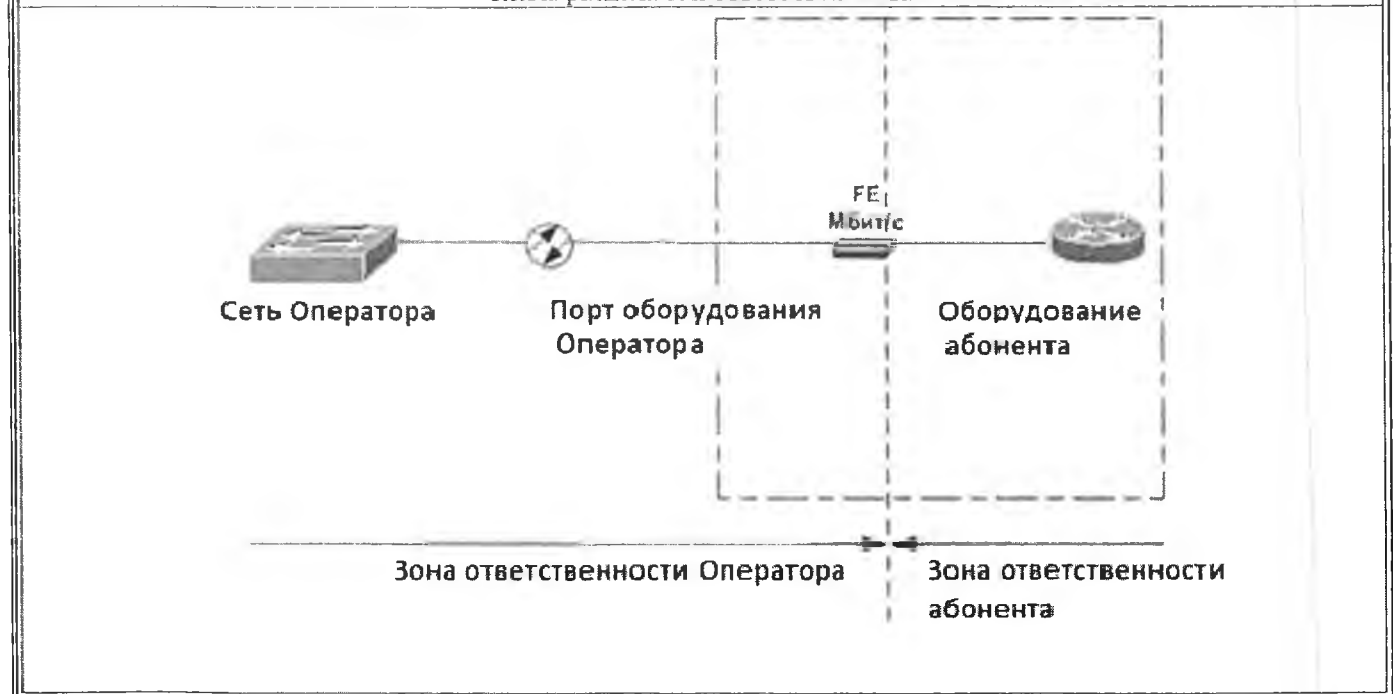 FE
Мбит/с
Сеть Оператора
Порт оборудования
Оператора
Оборудование
абонента
Зона ответственности Оператора
Зона ответственности
абонента